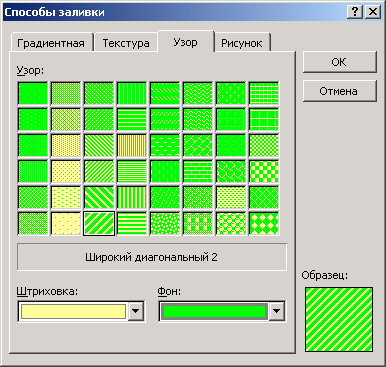 Способы заливки
Градиентная Текстура Узор Рисунок
Узор:
OK
Отмена
Широкий диагональный 2
Штриховка: Фон:
Образец: